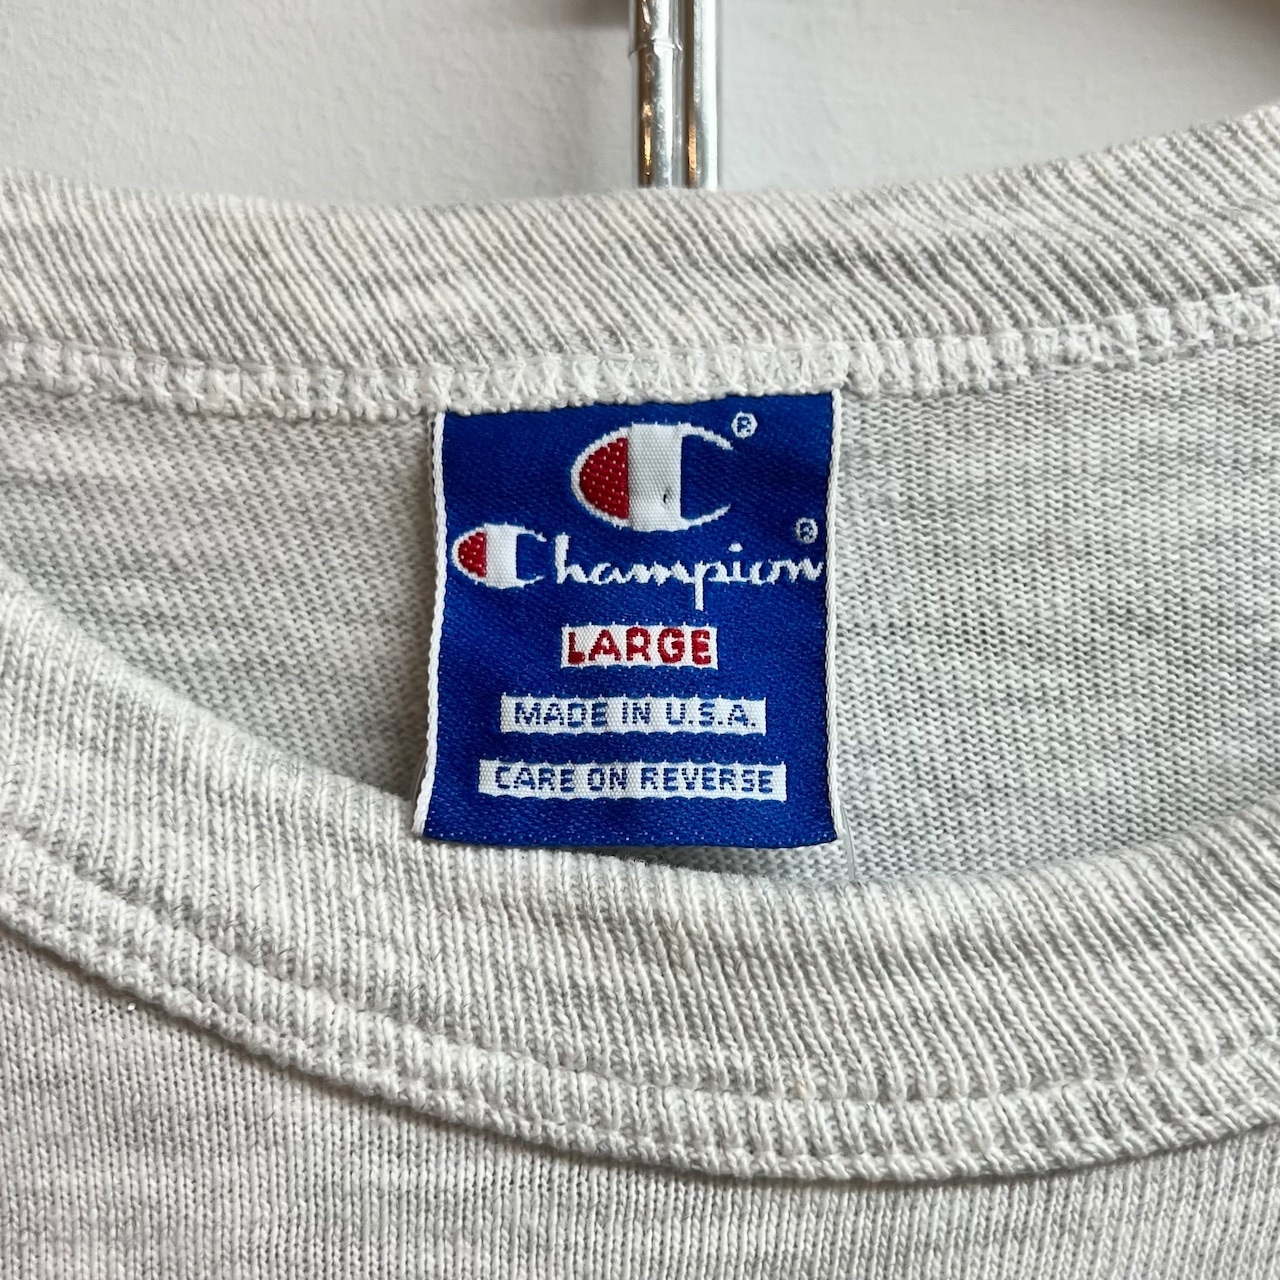 C®
Champion®
LARGE
MADE IN U.S.A.
CARE ON REVERSE